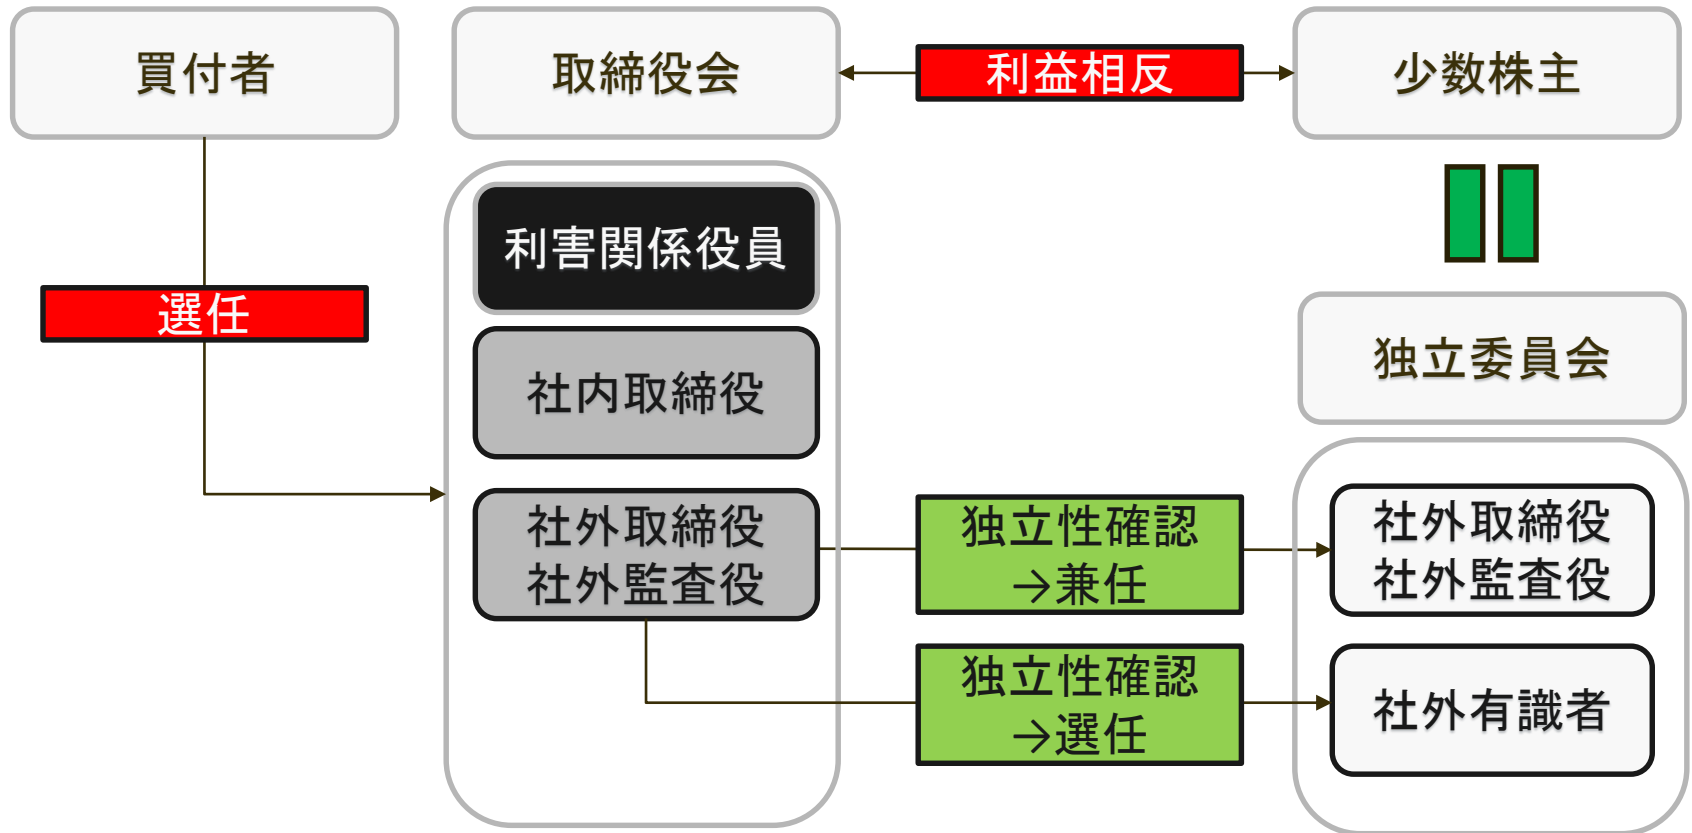 買付者
取締役会
利益相反
少数株主
利害関係役員
選任
独立委員会
社内取締役
社外取締役
社外監査役
独立性確認
→兼任
社外取締役
社外監査役
独立性確認
→選任
社外有識者